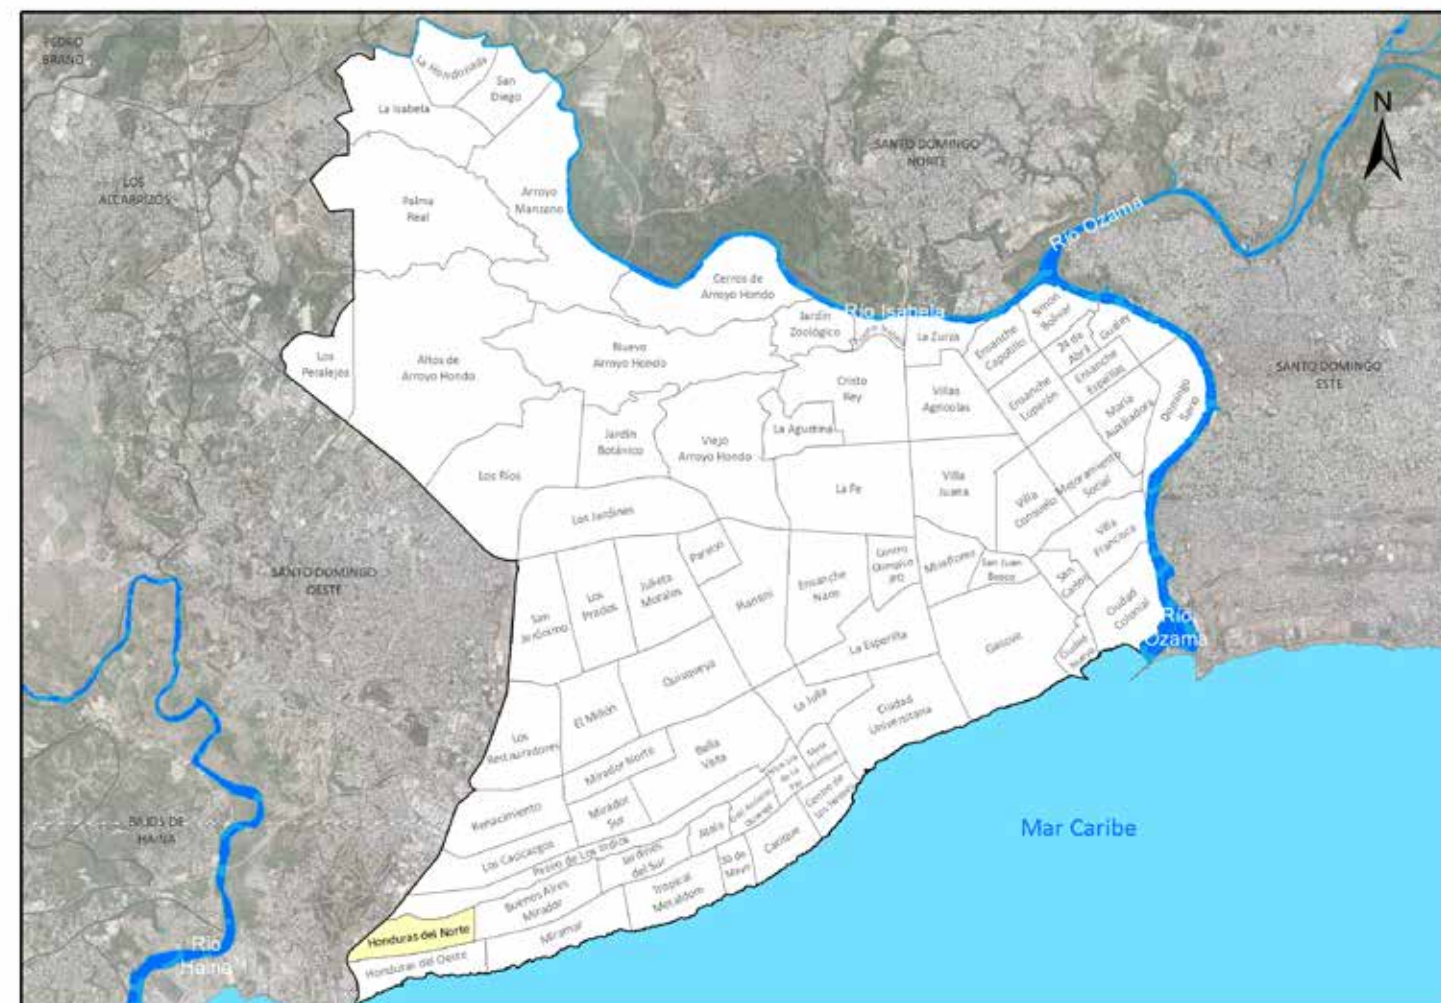 PEDRO
BRAND
La Hondonada
San
Diego
La Isabela
N
SANTO DOMINGO
NORTE
LOS
ALCARRIZOS
Palma
Real
Arroyo
Manzano
Río Ozama
Cerros de
Arroyo Hondo
Río Isabela
Jardín
Zoológico
La Zurza
Simón
Bolívar
Ensanche
Capotillo
24 de
Abril
Gualey
Los
Peralejos
Altos de
Arroyo Hondo
Nuevo
Arroyo Hondo
Ensanche
Espaillat
SANTO DOMINGO
ESTE
Cristo
Rey
Villas
Agrícolas
Ensanche
Luperón
María
Auxiliadora
Domingo
Savio
La Agustina
Jardín
Botánico
Viejo
Arroyo Hondo
Los Ríos
La Fe
Villa
Juana
Villa
Consuelo
Mejoramiento
Social
Los Jardines
Villa
Francisca
Paraíso
Centro
Olímpico
JPD
Miraflores
San Juan
Bosco
San
Carlos
SANTO DOMINGO
OESTE
San
Jerónimo
Los
Prados
Julieta
Morales
Piantini
Ensanche
Naco
Ciudad
Colonial
Río
Ozama
La Esperilla
Gascue
Ciudad
Nueva
Quisqueya
El Millón
La Julia
Ciudad
Universitaria
Los
Restauradores
Mirador Norte
Bella
Vista
Centro de
los Héroes
Renacimiento
Mirador
Sur
BAJOS DE
HAINA
Mar Caribe
Los Cacicazgos
Paseo de Los Indios
Atala
Cacique
Jardines
del Sur
30 de
Mayo
Buenos Aires
Mirador
Tropical
Metaldom
Honduras del Norte
Miramar
Río
Haina
Honduras del Oeste